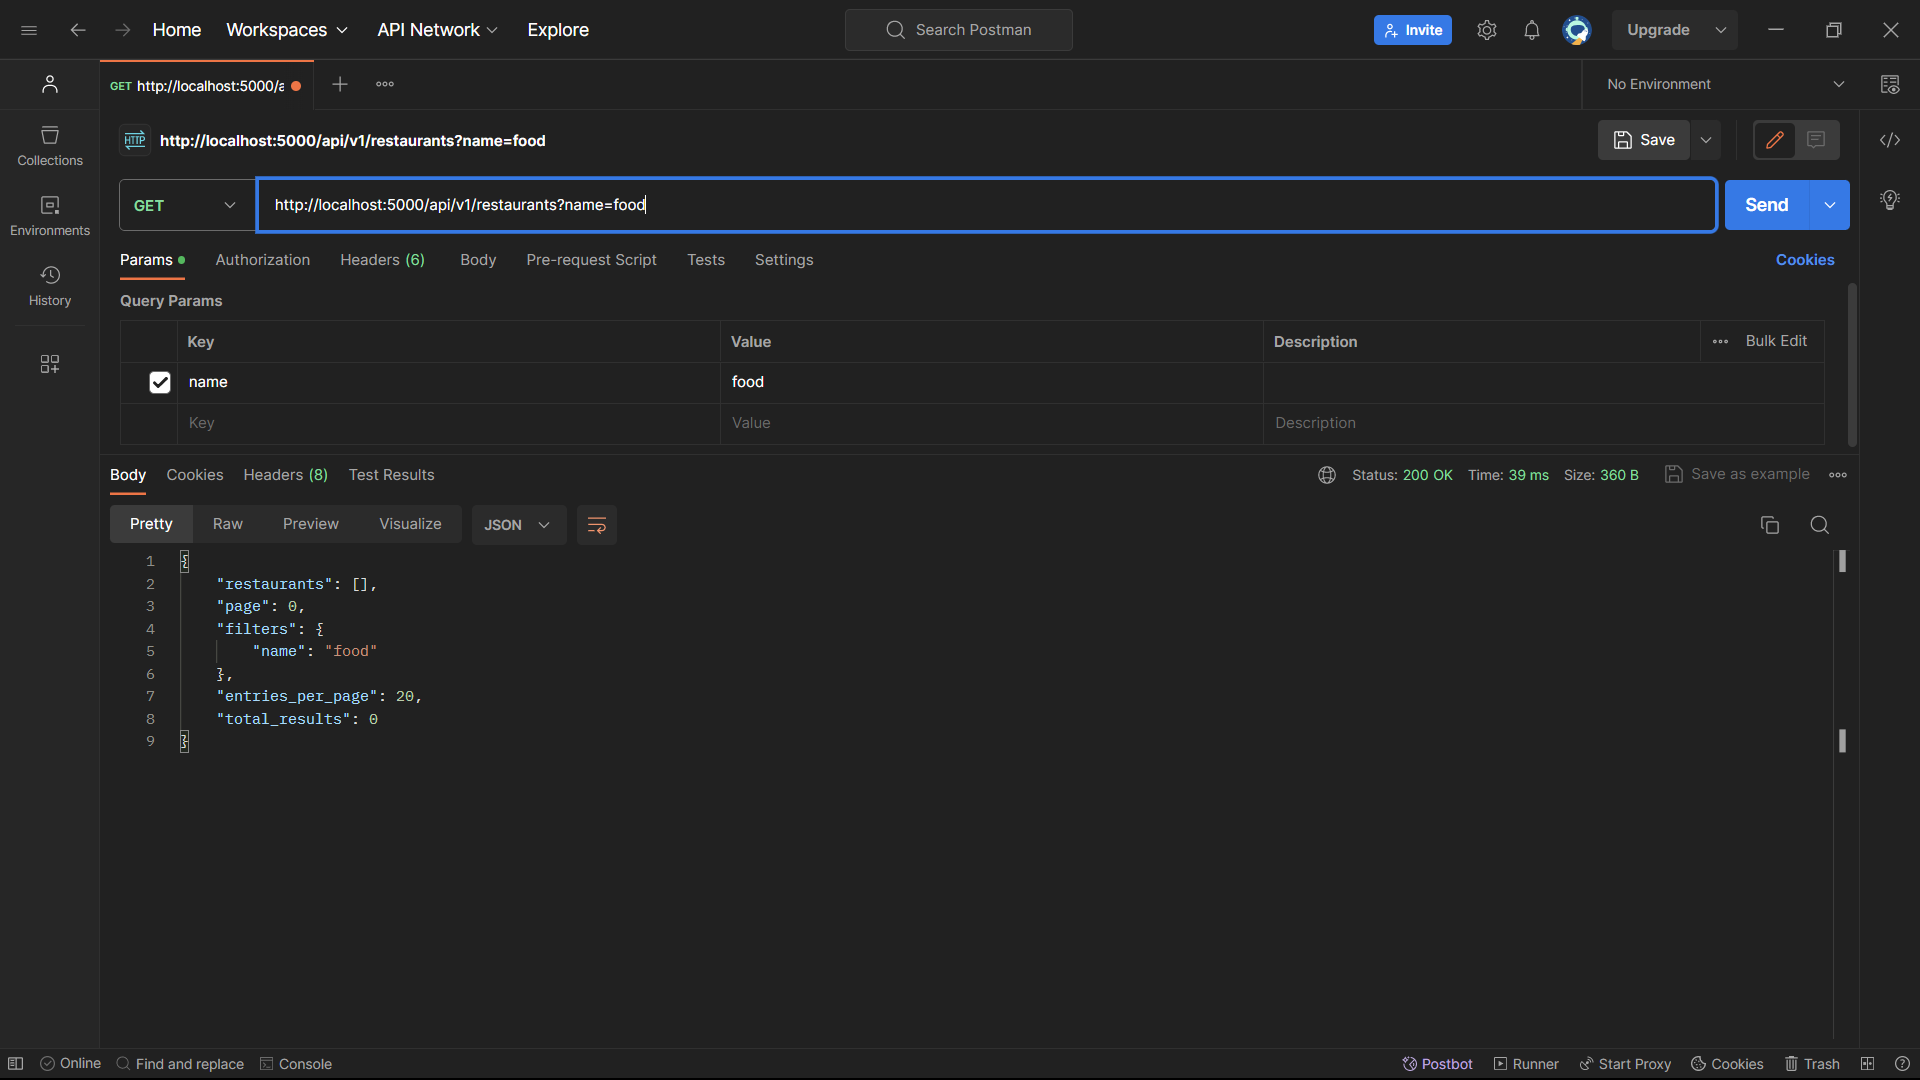 Home Workspaces API Network Explore Search Postman Invite Upgrade
GET http://localhost:5000/a No Environment
HTTP http://localhost:5000/api/v1/restaurants?name=food Save
Collections
Environments
History
GET http://localhost:5000/api/v1/restaurants?name=food Send
Params Authorization Headers (6) Body Pre-request Script Tests Settings Cookies
Query Params
Key Value Description Bulk Edit
name food
Key Value Description
Body Cookies Headers (8) Test Results Status: 200 OK Time: 39 ms Size: 360 B Save as example
Pretty Raw Preview Visualize JSON
1 {
2 "restaurants": [],
3 "page": 0,
4 "filters": {
5 "name": "food"
6 },
7 "entries_per_page": 20,
8 "total_results": 0
9 }
Online Find and replace Console Postbot Runner Start Proxy Cookies Trash